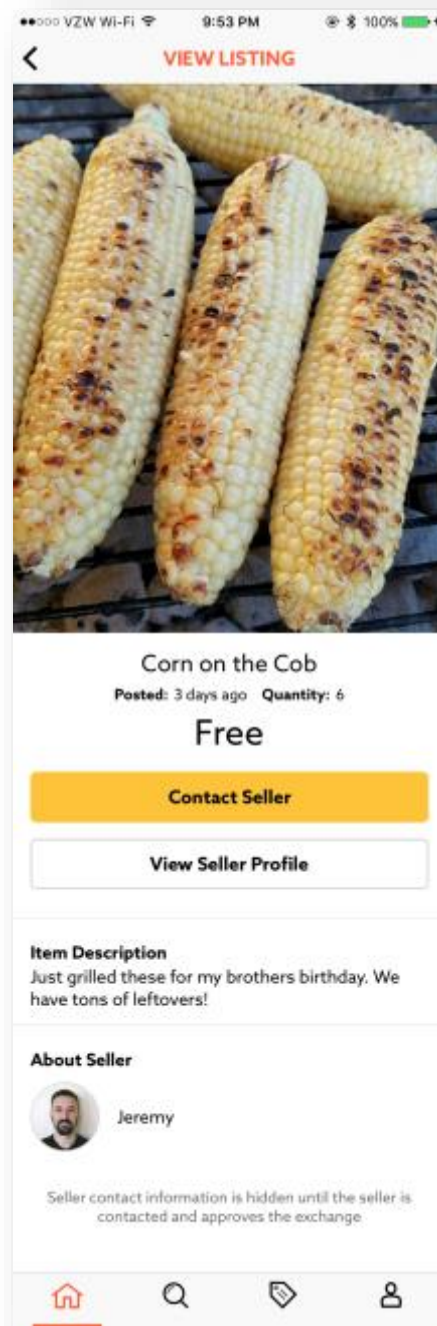 VZW Wi-Fi 9:53 PM 100%
VIEW LISTING
Corn on the Cob
Posted: 3 days ago Quantity: 6
Free
Contact Seller
View Seller Profile
Item Description
Just grilled these for my brothers birthday. We
have tons of leftovers!
About Seller
Jeremy
Seller contact information is hidden until the seller is
contacted and approves the exchange